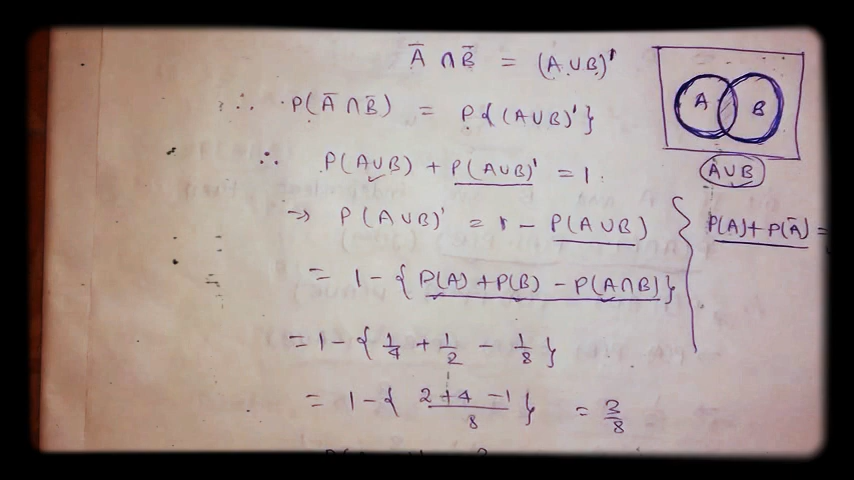 Ā ∩ B̄ = (A ∪ B)'
∴ P(Ā ∩ B̄) = P{(A∪B)'}
A B
∴ P(A∪B) + P(A∪B)' = 1.
A∪B
→ P(A∪B)' = 1 - P(A∪B)
P(A) + P(Ā) =
= 1 - {P(A) + P(B) - P(A∩B)}
= 1 - {1/4 + 1/2 - 1/8}
= 1 - {(2+4-1)/8} = 3/8